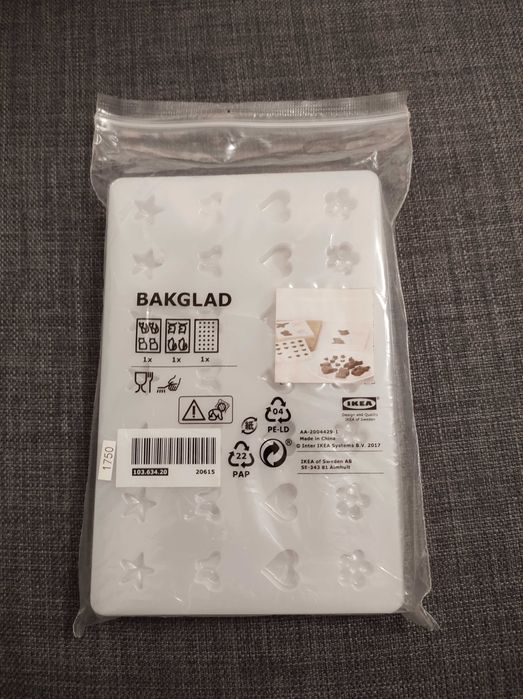 BAKGLAD
1x 1x 1x
04
PE-LD
IKEA
Design and Quality
IKEA of Sweden
AA-2004429-1
Made in China
© Inter IKEA Systems B.V. 2017
IKEA of Sweden AB
SE-343 81 Älmhult
紙
22
PAP
®
1750
103.634.20 20615